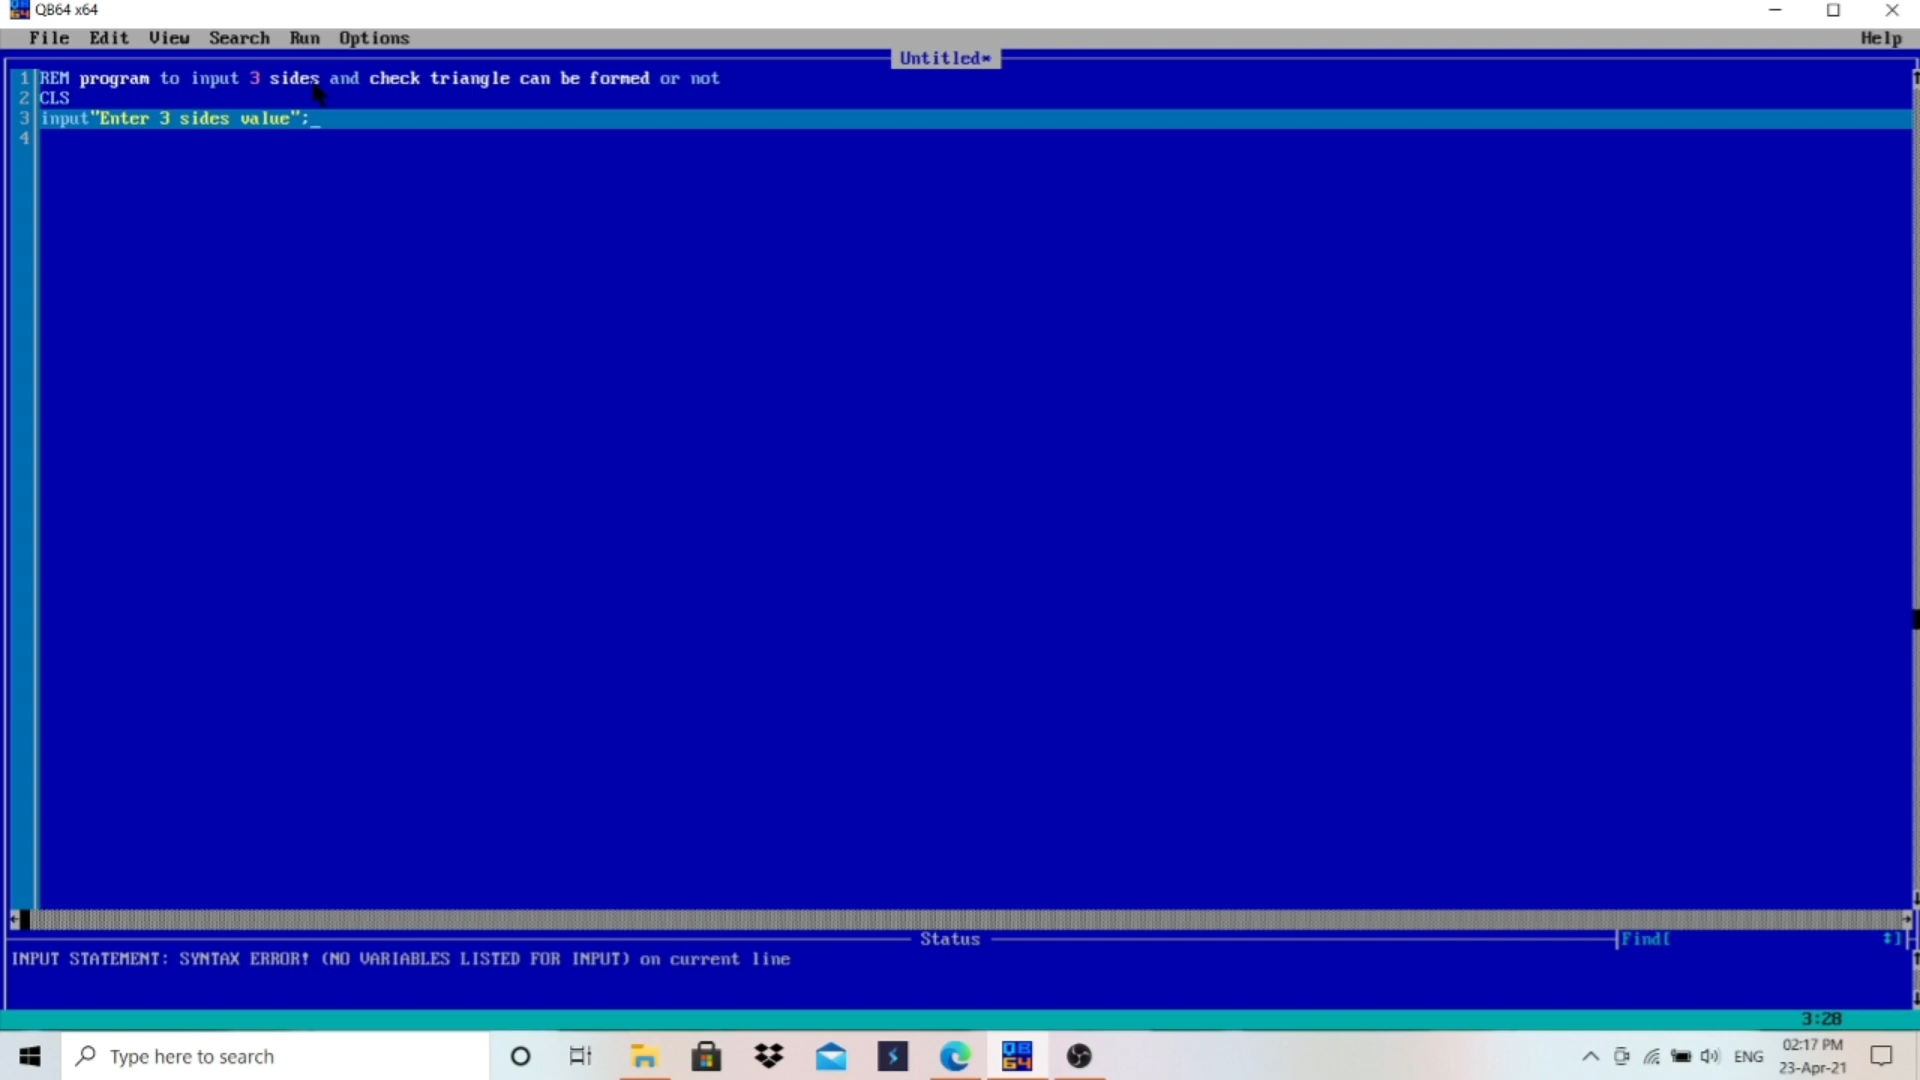 QB64 x64
File Edit View Search Run Options Help
Untitled*
1 REM program to input 3 sides and check triangle can be formed or not
2 CLS
3 input"Enter 3 sides value";_
4
Status Find[ ]
INPUT STATEMENT: SYNTAX ERROR! (NO VARIABLES LISTED FOR INPUT) on current line
3:28
Type here to search
QB
64
ENG
02:17 PM
23-Apr-21